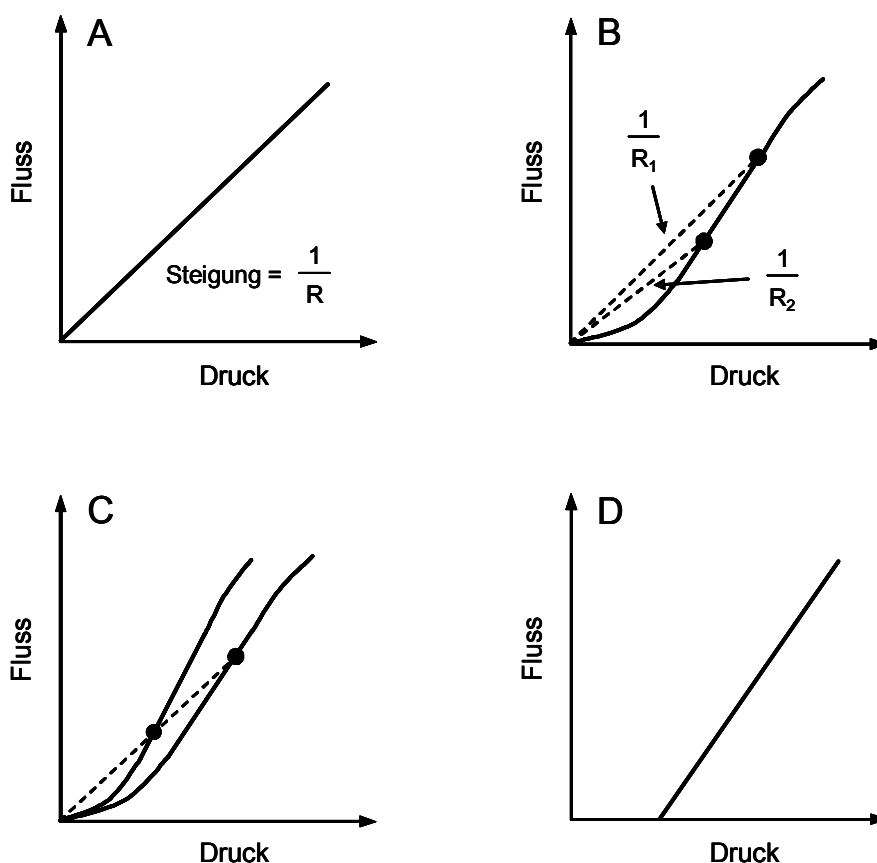 A
Fluss
Steigung = 1/R
Druck
B
Fluss
1/R₁
1/R₂
Druck
C
Fluss
Druck
D
Fluss
Druck